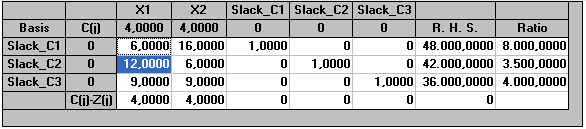 X1 X2 Slack_C1 Slack_C2 Slack_C3
Basis C(j) 4,0000 4,0000 0 0 0 R. H. S. Ratio
Slack_C1 0 6,0000 16,0000 1,0000 0 0 48.000,0000 8.000,0000
Slack_C2 0 12,0000 6,0000 0 1,0000 0 42.000,0000 3.500,0000
Slack_C3 0 9,0000 9,0000 0 0 1,0000 36.000,0000 4.000,0000
C(j)-Z(j) 4,0000 4,0000 0 0 0 0